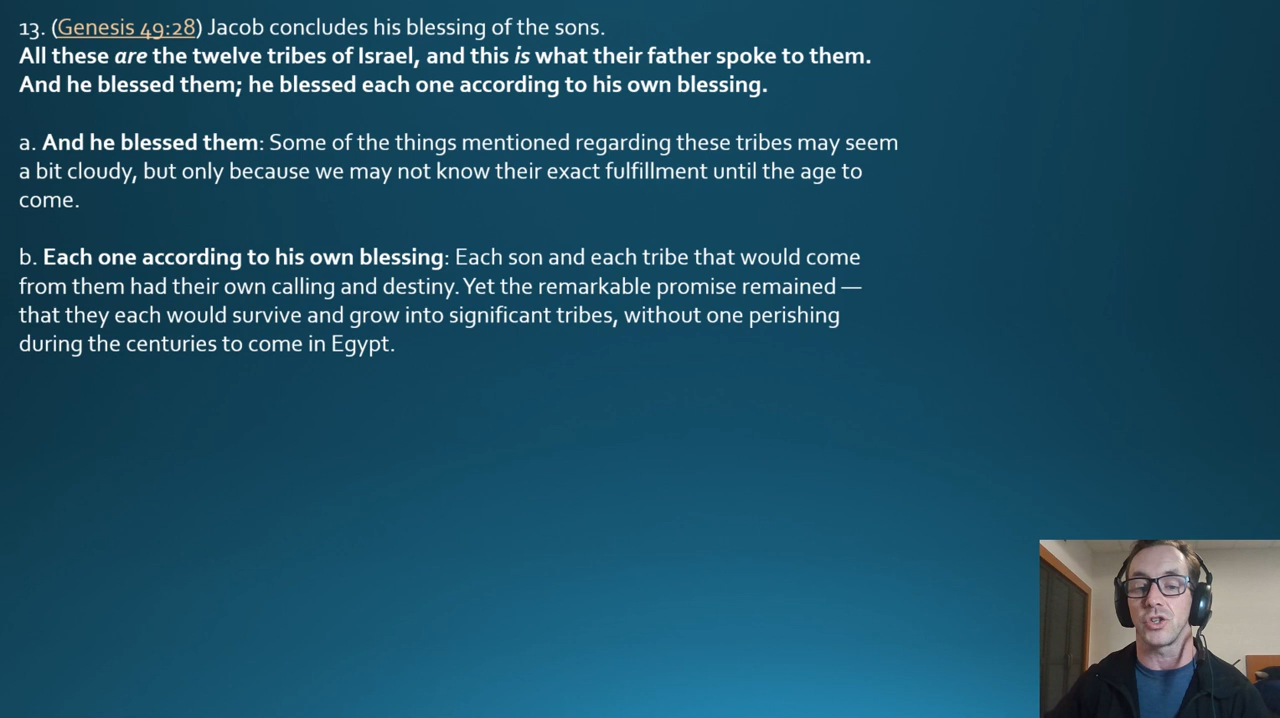 13. (Genesis 49:28) Jacob concludes his blessing of the sons.
All these are the twelve tribes of Israel, and this is what their father spoke to them.
And he blessed them; he blessed each one according to his own blessing.
a. And he blessed them: Some of the things mentioned regarding these tribes may seem
a bit cloudy, but only because we may not know their exact fulfillment until the age to
come.
b. Each one according to his own blessing: Each son and each tribe that would come
from them had their own calling and destiny. Yet the remarkable promise remained —
that they each would survive and grow into significant tribes, without one perishing
during the centuries to come in Egypt.